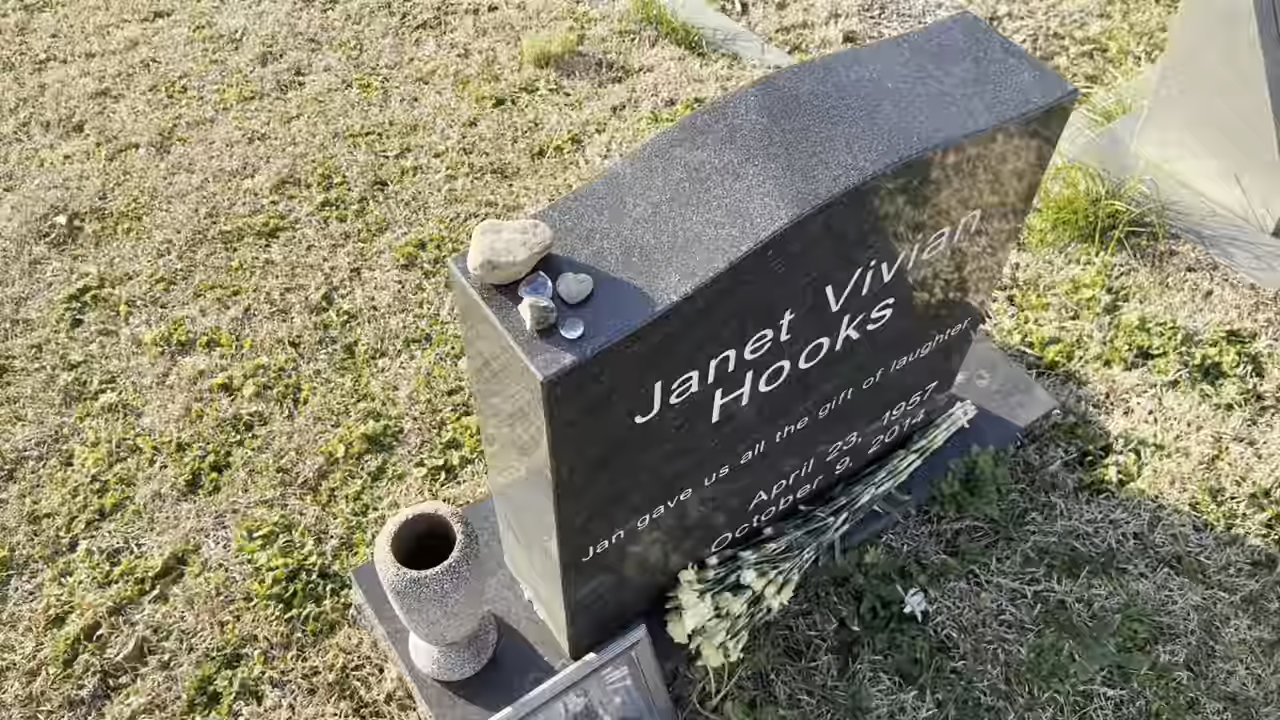 Janet Vivian
Hooks
Jan gave us all the gift of laughter
April 23, 1957
October 9, 2014